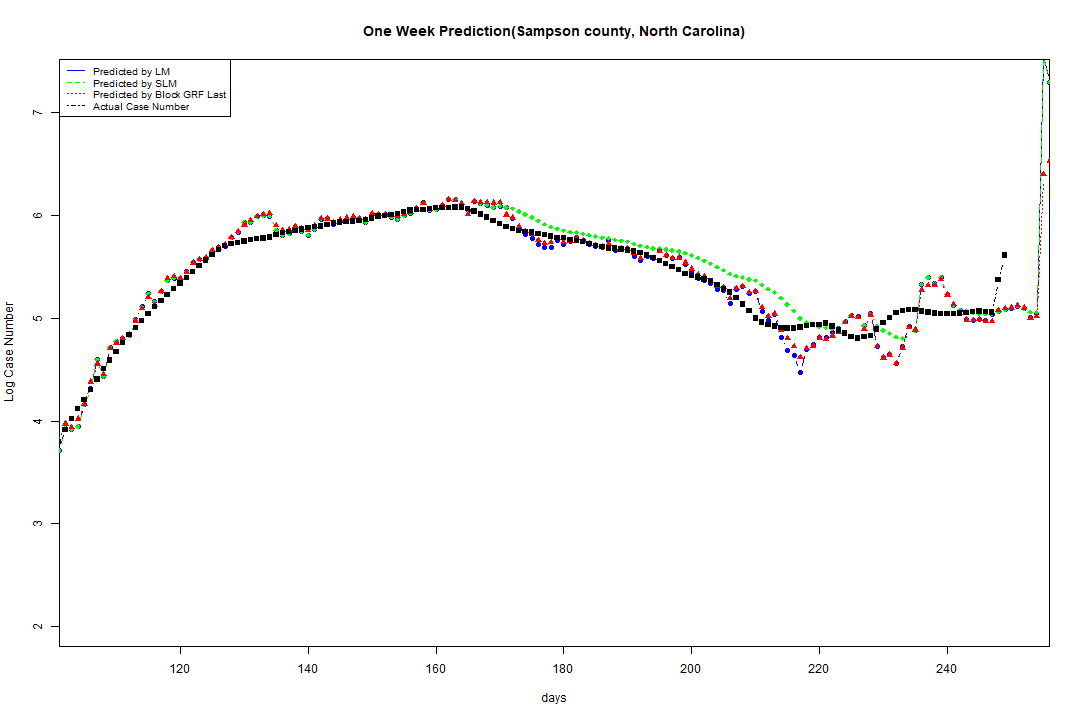 One Week Prediction(Sampson county, North Carolina)
Predicted by LM
Predicted by SLM
Predicted by Block GRF Last
Actual Case Number
Log Case Number
7
6
5
4
3
2
120 140 160 180 200 220 240
days